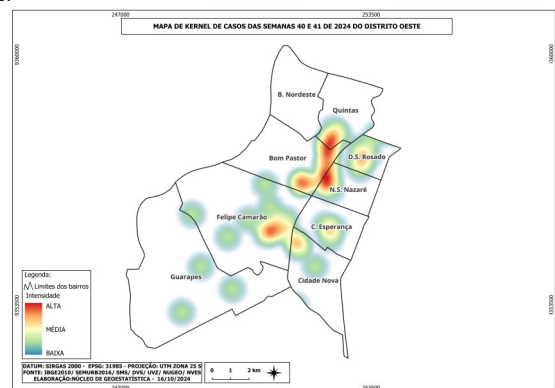 247000
253500
MAPA DE KERNEL DE CASOS DAS SEMANAS 40 E 41 DE 2024 DO DISTRITO OESTE
9360000
9360000
B. Nordeste
Quintas
Bom Pastor
D.S. Rosado
N.S. Nazaré
Felipe Camarão
C. Esperança
Guarapes
Cidade Nova
9353500
9353500
Legenda:
Limites dos bairros
Intensidade
ALTA
MÉDIA
BAIXA
DATUM: SIRGAS 2000 - EPSG: 31985 - PROJEÇÃO: UTM ZONA 25 S
FONTE: IBGE2010/ SEMURB2016/ SMS/ DVS/ UVZ/ NUGEO/ NVES
ELABORAÇÃO:NÚCLEO DE GEOESTATÍSTICA - 16/10/2024
0 1 2 km
247000
253500